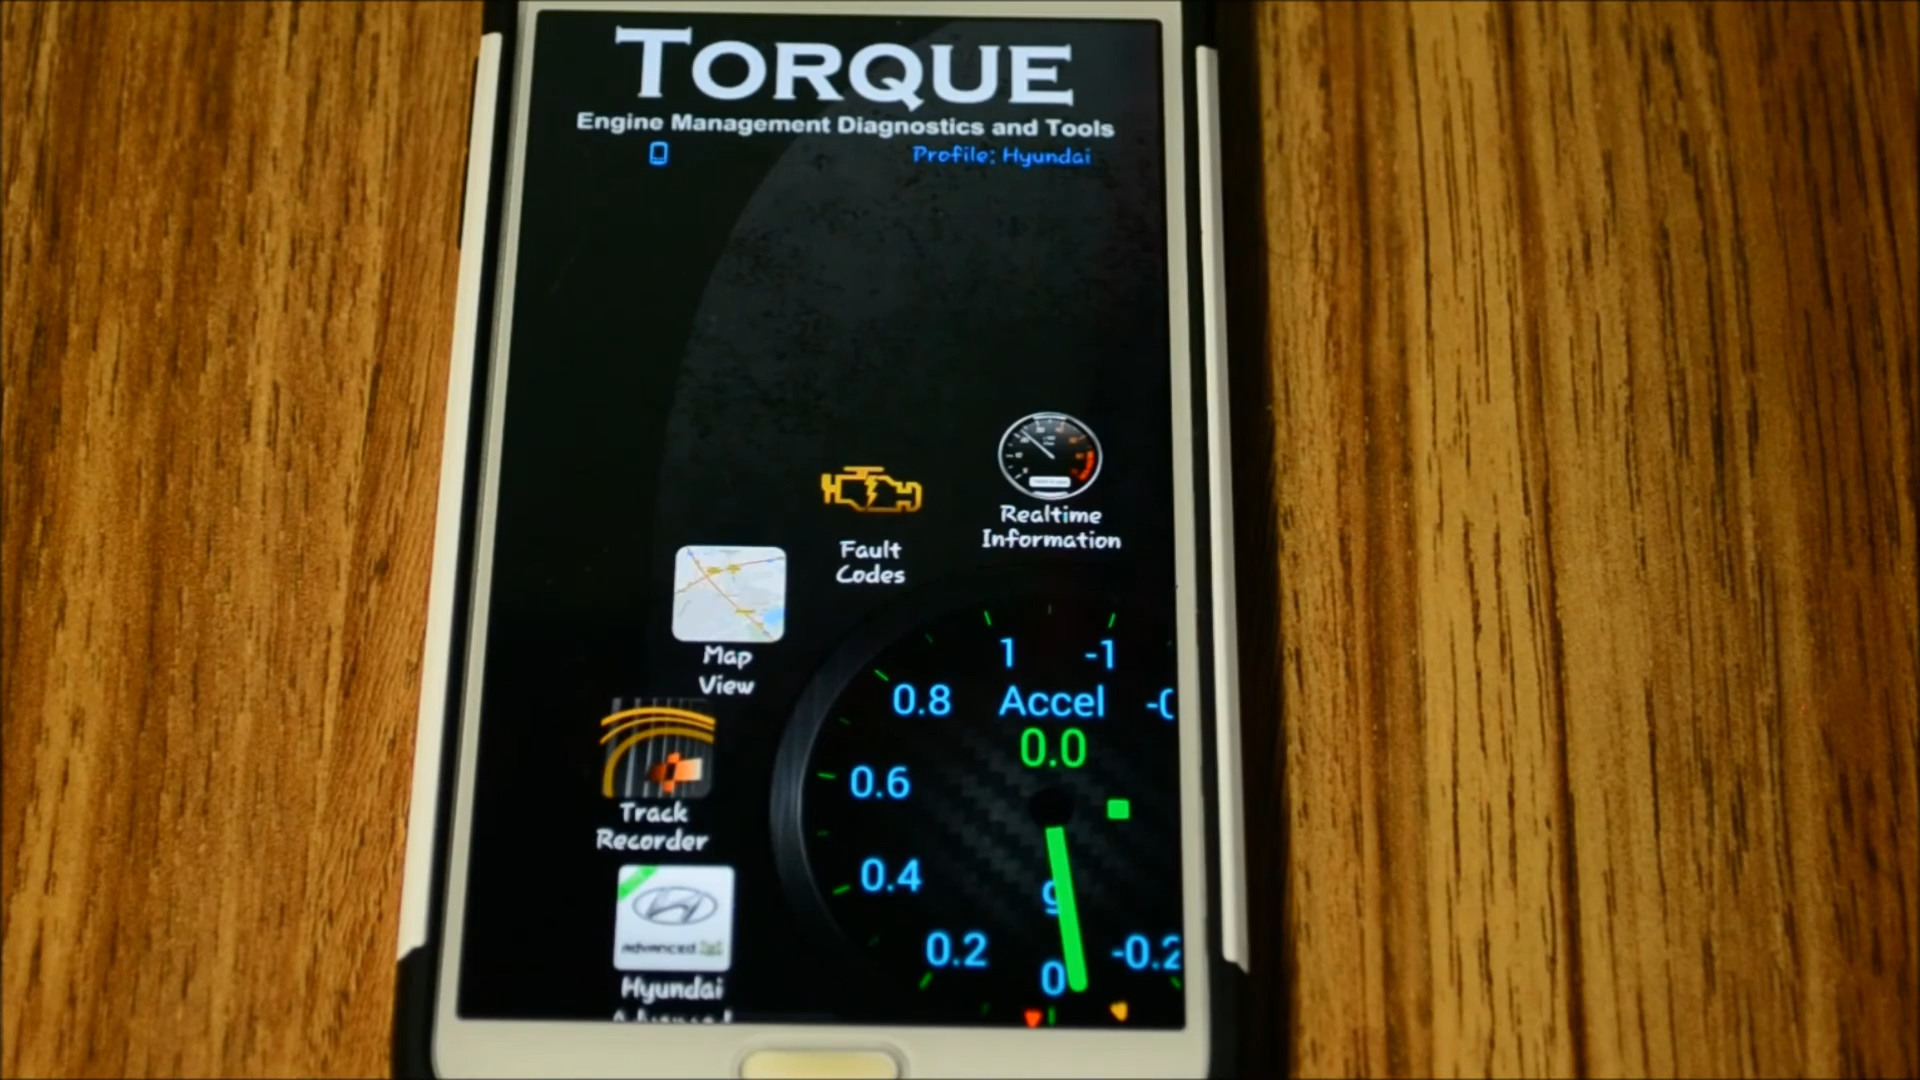 TORQUE
Engine Management Diagnostics and Tools
Profile: Hyundai
Realtime
Information
Fault
Codes
Map
View
1 -1
0.8 Accel
0.0
Track
Recorder
0.6
0.4
g
0.2 0 -0.2
advanced
Hyundai